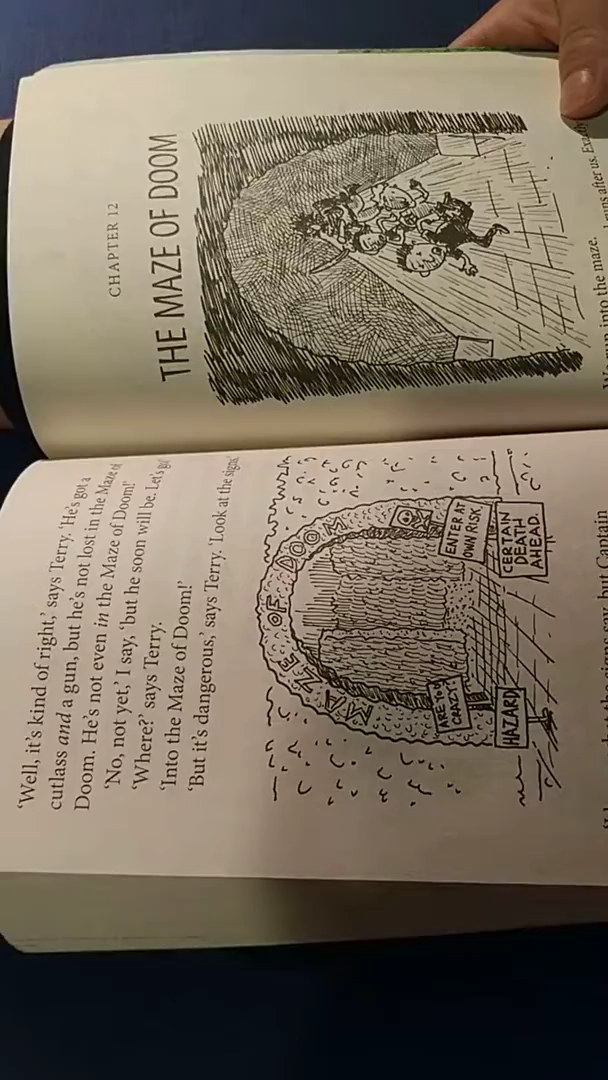 ‘Well, it’s kind of right,’ says Terry. ‘He’s got a
cutlass and a gun, but he’s not lost in the Maze of
Doom. He’s not even in the Maze of Doom!’
‘No, not yet,’ I say, ‘but he soon will be. Let’s go!’
‘Where?’ says Terry.
‘Into the Maze of Doom!’
‘But it’s dangerous,’ says Terry. ‘Look at the signs.’
MAZE OF DOOM
ARE YOU
CRAZY?
HAZARD
ENTER AT
OWN RISK
CERTAIN
DEATH
AHEAD.
but Captain
CHAPTER 12
THE MAZE OF DOOM
run into the maze.
after us.